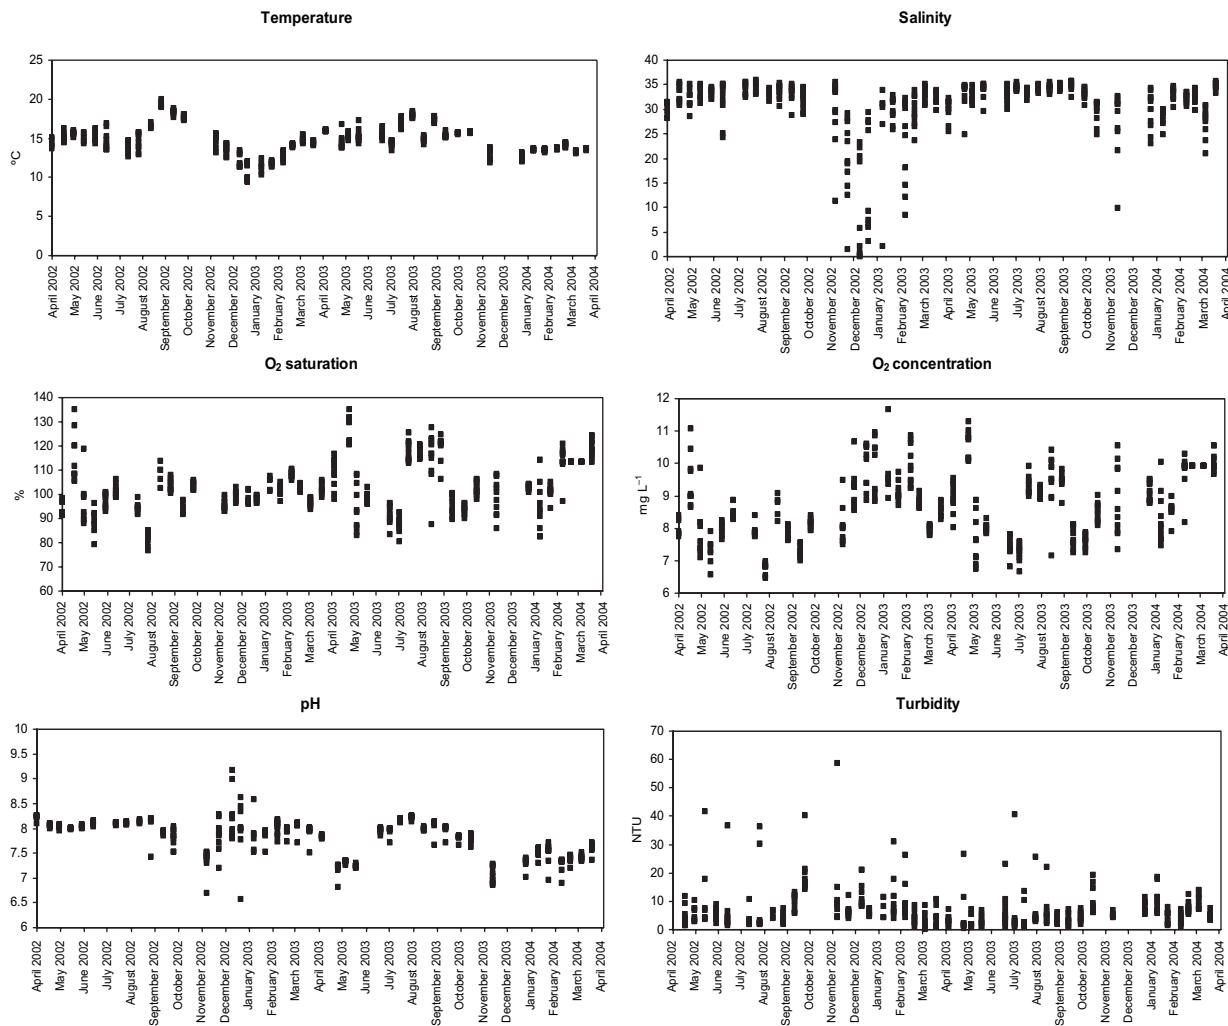 Temperature
25
20
15
10
5
0
ºC
April 2002
May 2002
June 2002
July 2002
August 2002
September 2002
October 2002
November 2002
December 2002
January 2003
February 2003
March 2003
April 2003
May 2003
June 2003
July 2003
August 2003
September 2003
October 2003
November 2003
December 2003
January 2004
February 2004
March 2004
April 2004
Salinity
40
35
30
25
20
15
10
5
0
April 2002
May 2002
June 2002
July 2002
August 2002
September 2002
October 2002
November 2002
December 2002
January 2003
February 2003
March 2003
April 2003
May 2003
June 2003
July 2003
August 2003
September 2003
October 2003
November 2003
December 2003
January 2004
February 2004
March 2004
April 2004
O₂ saturation
140
130
120
110
100
90
80
70
60
%
April 2002
May 2002
June 2002
July 2002
August 2002
September 2002
October 2002
November 2002
December 2002
January 2003
February 2003
March 2003
April 2003
May 2003
June 2003
July 2003
August 2003
September 2003
October 2003
November 2003
December 2003
January 2004
February 2004
March 2004
April 2004
O₂ concentration
12
11
10
9
8
7
6
mg L⁻¹
April 2002
May 2002
June 2002
July 2002
August 2002
September 2002
October 2002
November 2002
December 2002
January 2003
February 2003
March 2003
April 2003
May 2003
June 2003
July 2003
August 2003
September 2003
October 2003
November 2003
December 2003
January 2004
February 2004
March 2004
April 2004
pH
10
9.5
9
8.5
8
7.5
7
6.5
6
April 2002
May 2002
June 2002
July 2002
August 2002
September 2002
October 2002
November 2002
December 2002
January 2003
February 2003
March 2003
April 2003
May 2003
June 2003
July 2003
August 2003
September 2003
October 2003
November 2003
December 2003
January 2004
February 2004
March 2004
April 2004
Turbidity
70
60
50
40
30
20
10
0
NTU
April 2002
May 2002
June 2002
July 2002
August 2002
September 2002
October 2002
November 2002
December 2002
January 2003
February 2003
March 2003
April 2003
May 2003
June 2003
July 2003
August 2003
September 2003
October 2003
November 2003
December 2003
January 2004
February 2004
March 2004
April 2004